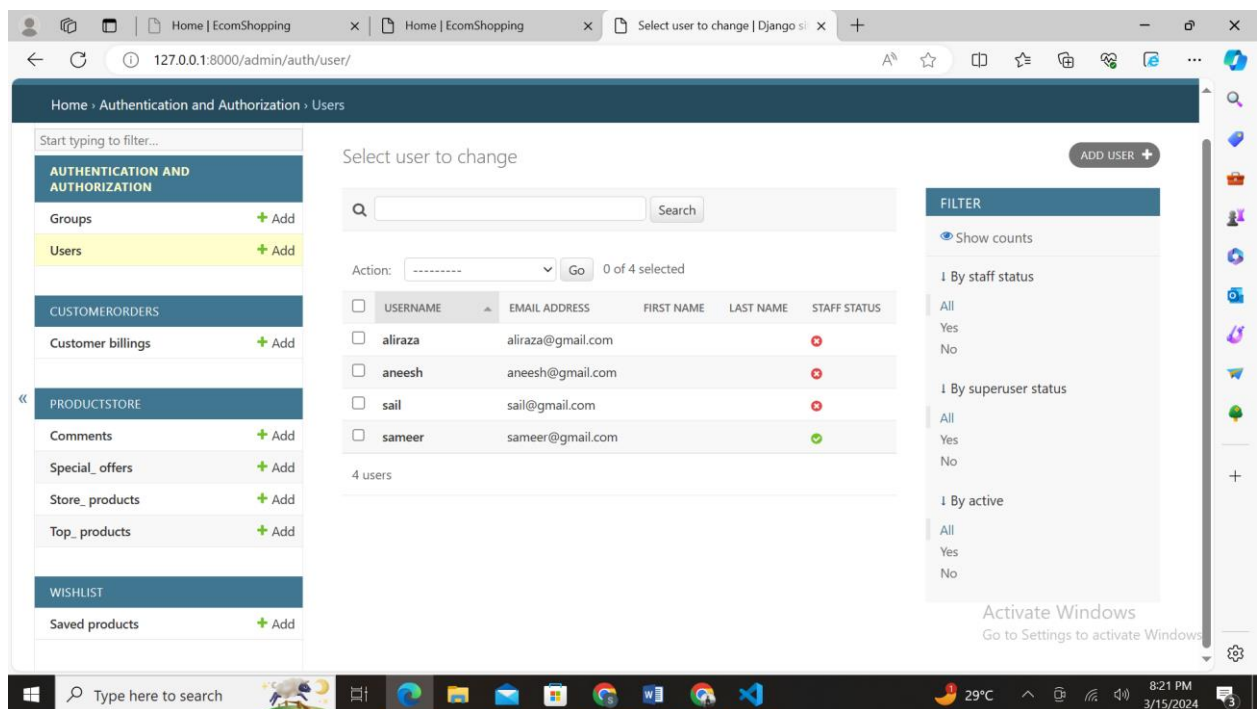 Home | EcomShopping
Home | EcomShopping
Select user to change | Django si
127.0.0.1:8000/admin/auth/user/
Home › Authentication and Authorization › Users
Start typing to filter...
AUTHENTICATION AND
AUTHORIZATION
Groups + Add
Users + Add
CUSTOMERORDERS
Customer billings + Add
PRODUCTSTORE
Comments + Add
Special_ offers + Add
Store_ products + Add
Top_ products + Add
WISHLIST
Saved products + Add
Select user to change
ADD USER +
Search
Action: --------- Go 0 of 4 selected
USERNAME EMAIL ADDRESS FIRST NAME LAST NAME STAFF STATUS
aliraza aliraza@gmail.com
aneesh aneesh@gmail.com
sail sail@gmail.com
sameer sameer@gmail.com
4 users
FILTER
Show counts
↓ By staff status
All
Yes
No
↓ By superuser status
All
Yes
No
↓ By active
All
Yes
No
Activate Windows
Go to Settings to activate Windows
Type here to search
29°C
8:21 PM
3/15/2024
3